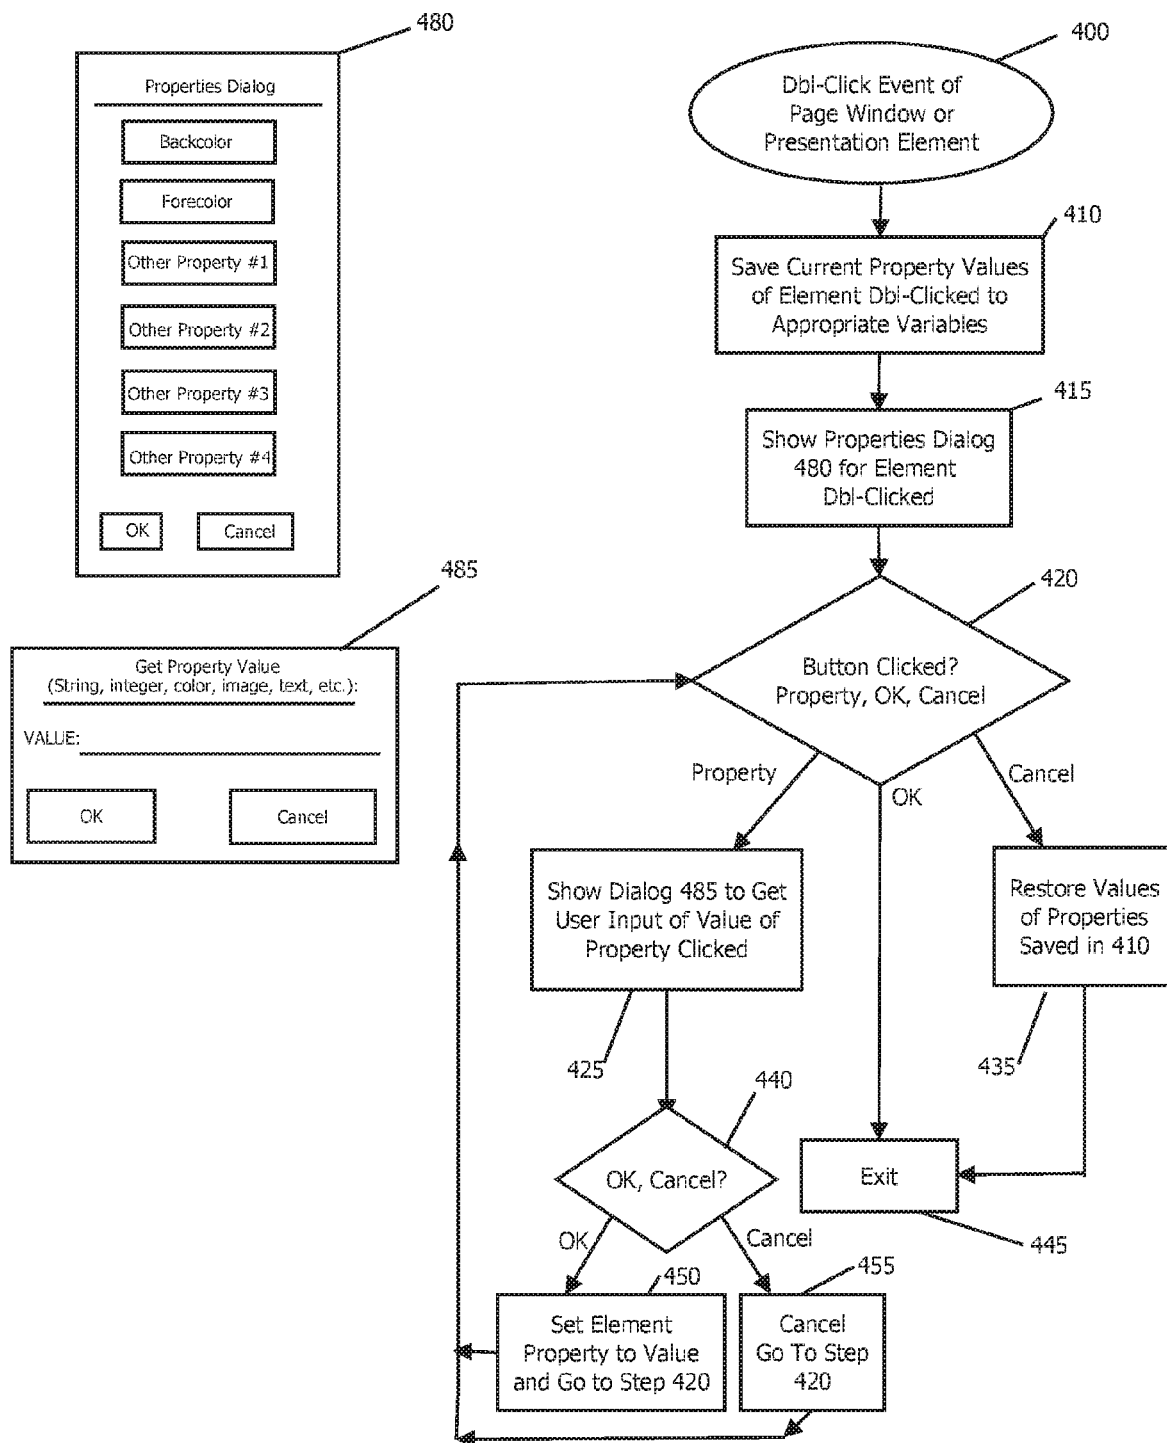 480
Properties Dialog
Backcolor
Forecolor
Other Property #1
Other Property #2
Other Property #3
Other Property #4
OK
Cancel
485
Get Property Value
(String, integer, color, image, text, etc.):
VALUE:
OK
Cancel
400
Dbl-Click Event of
Page Window or
Presentation Element
410
Save Current Property Values
of Element Dbl-Clicked to
Appropriate Variables
415
Show Properties Dialog
480 for Element
Dbl-Clicked
420
Button Clicked?
Property, OK, Cancel
Property
OK
Cancel
Show Dialog 485 to Get
User Input of Value of
Property Clicked
425
Restore Values
of Properties
Saved in 410
435
440
OK, Cancel?
OK
Cancel
Exit
445
450
Set Element
Property to Value
and Go to Step 420
455
Cancel
Go To Step
420